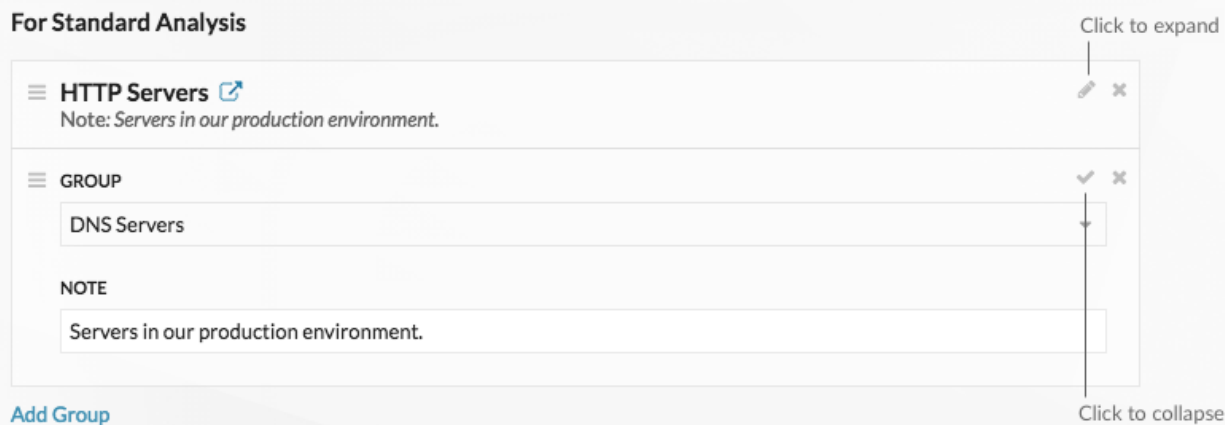 For Standard Analysis
Click to expand
HTTP Servers
Note: Servers in our production environment.
GROUP
DNS Servers
NOTE
Servers in our production environment.
Add Group
Click to collapse